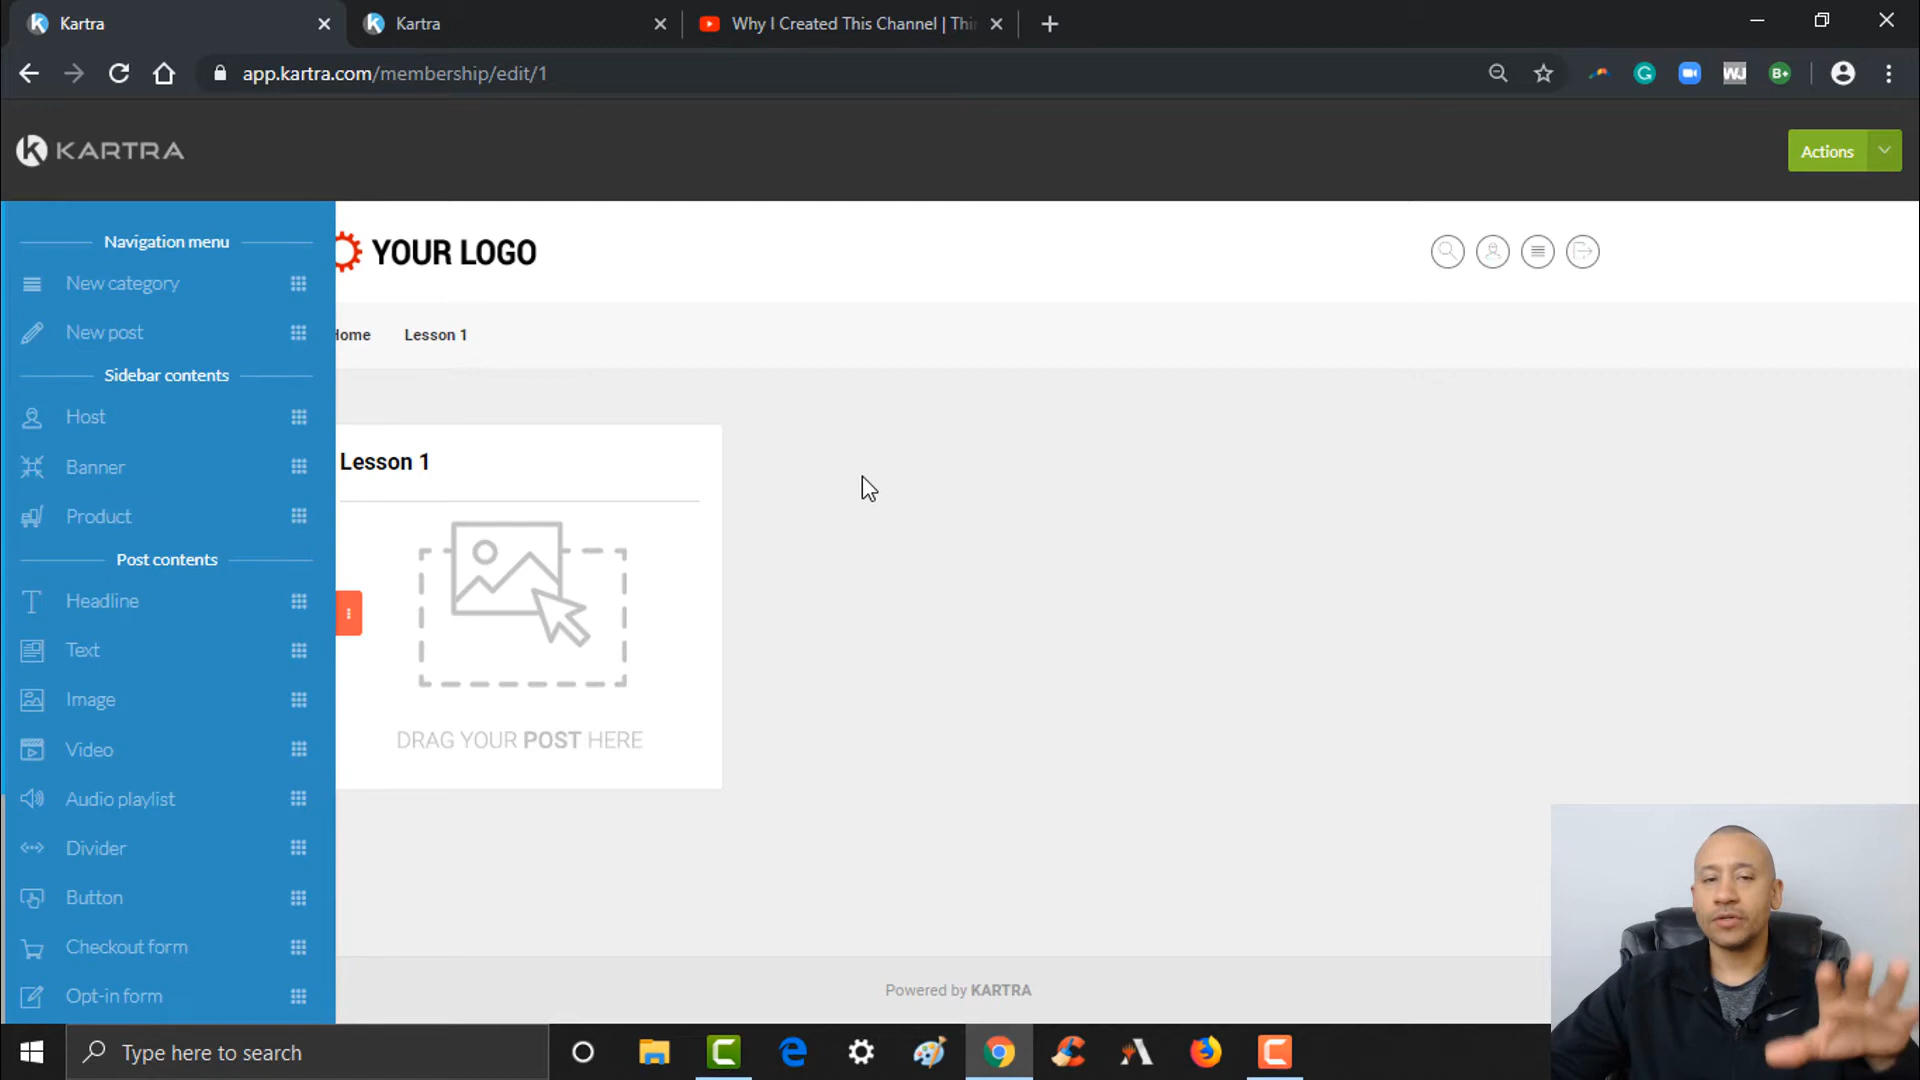 Kartra
Kartra
Why I Created This Channel | Thi
app.kartra.com/membership/edit/1
G
WJ
B+
KARTRA
Actions
Navigation menu
New category
New post
Sidebar contents
Host
Banner
Product
Post contents
Headline
Text
Image
Video
Audio playlist
Divider
Button
Checkout form
Opt-in form
YOUR LOGO
Home Lesson 1
Lesson 1
DRAG YOUR POST HERE
Powered by KARTRA
Type here to search